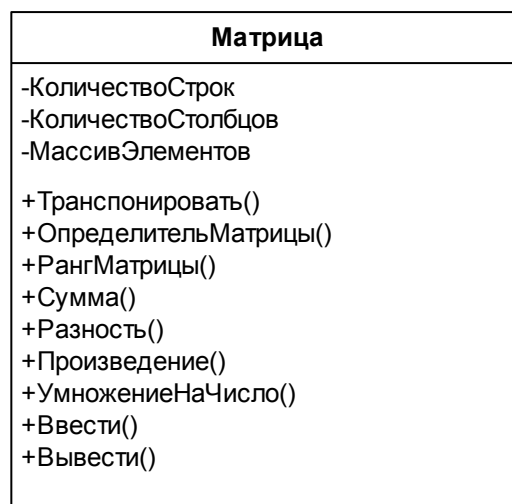 Матрица
-КоличествоСтрок
-КоличествоСтолбцов
-МассивЭлементов
+Транспонировать()
+ОпределительМатрицы()
+РангМатрицы()
+Сумма()
+Разность()
+Произведение()
+УмножениеНаЧисло()
+Ввести()
+Вывести()